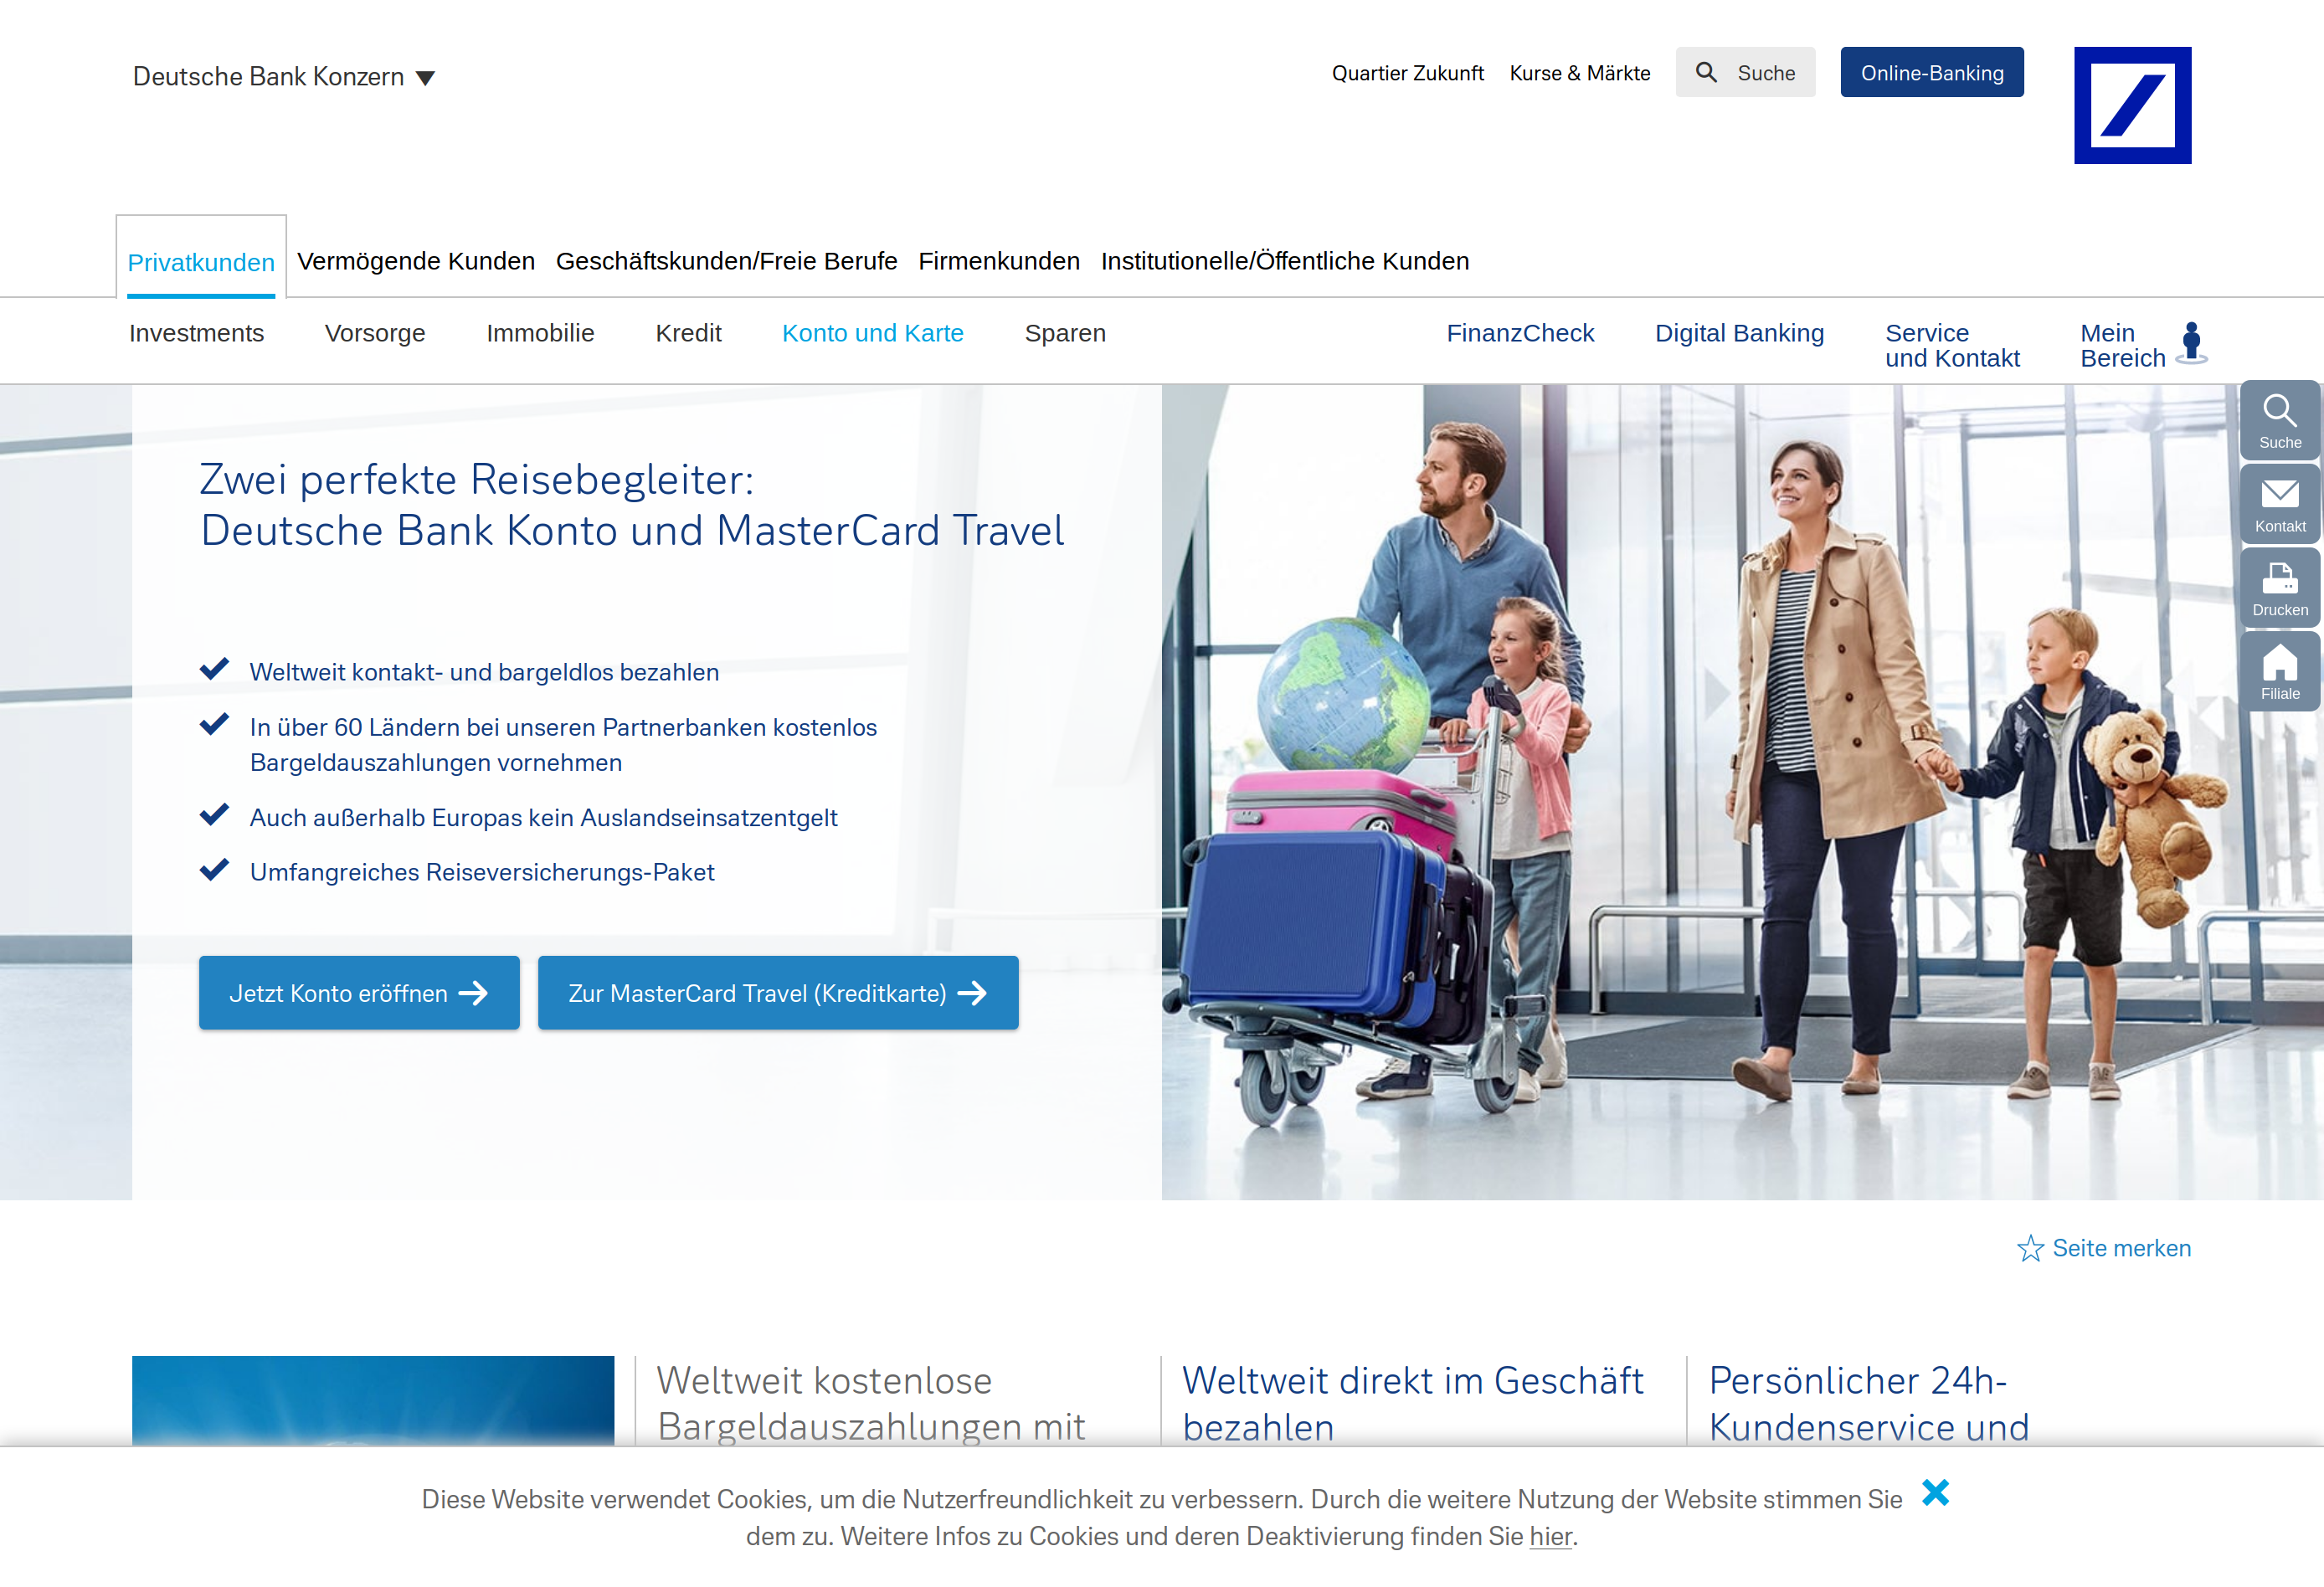 Deutsche Bank Konzern
Quartier Zukunft
Kurse & Märkte
Suche
Online-Banking
Privatkunden
Vermögende Kunden
Geschäftskunden/Freie Berufe
Firmenkunden
Institutionelle/Öffentliche Kunden
Investments
Vorsorge
Immobilie
Kredit
Konto und Karte
Sparen
FinanzCheck
Digital Banking
Service
und Kontakt
Mein
Bereich
Suche
Kontakt
Drucken
Filiale
Zwei perfekte Reisebegleiter:
Deutsche Bank Konto und MasterCard Travel
Weltweit kontakt- und bargeldlos bezahlen
In über 60 Ländern bei unseren Partnerbanken kostenlos
Bargeldauszahlungen vornehmen
Auch außerhalb Europas kein Auslandseinsatzentgelt
Umfangreiches Reiseversicherungs-Paket
Jetzt Konto eröffnen
Zur MasterCard Travel (Kreditkarte)
Seite merken
Weltweit kostenlose
Bargeldauszahlungen mit
Weltweit direkt im Geschäft
bezahlen
Persönlicher 24h-
Kundenservice und
Diese Website verwendet Cookies, um die Nutzerfreundlichkeit zu verbessern. Durch die weitere Nutzung der Website stimmen Sie
dem zu. Weitere Infos zu Cookies und deren Deaktivierung finden Sie hier.